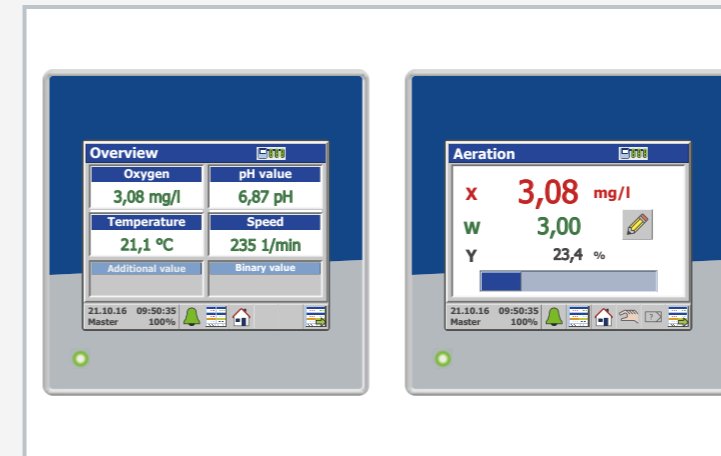 Overview
Oxygen pH value
3,08 mg/l 6,87 pH
Temperature Speed
21,1 ºC 235 1/min
Additional value Binary value
21.10.16 09:50:35
Master 100%
Aeration
X 3,08 mg/l
W 3,00
Y 23,4 %
21.10.16 09:50:35
Master 100%